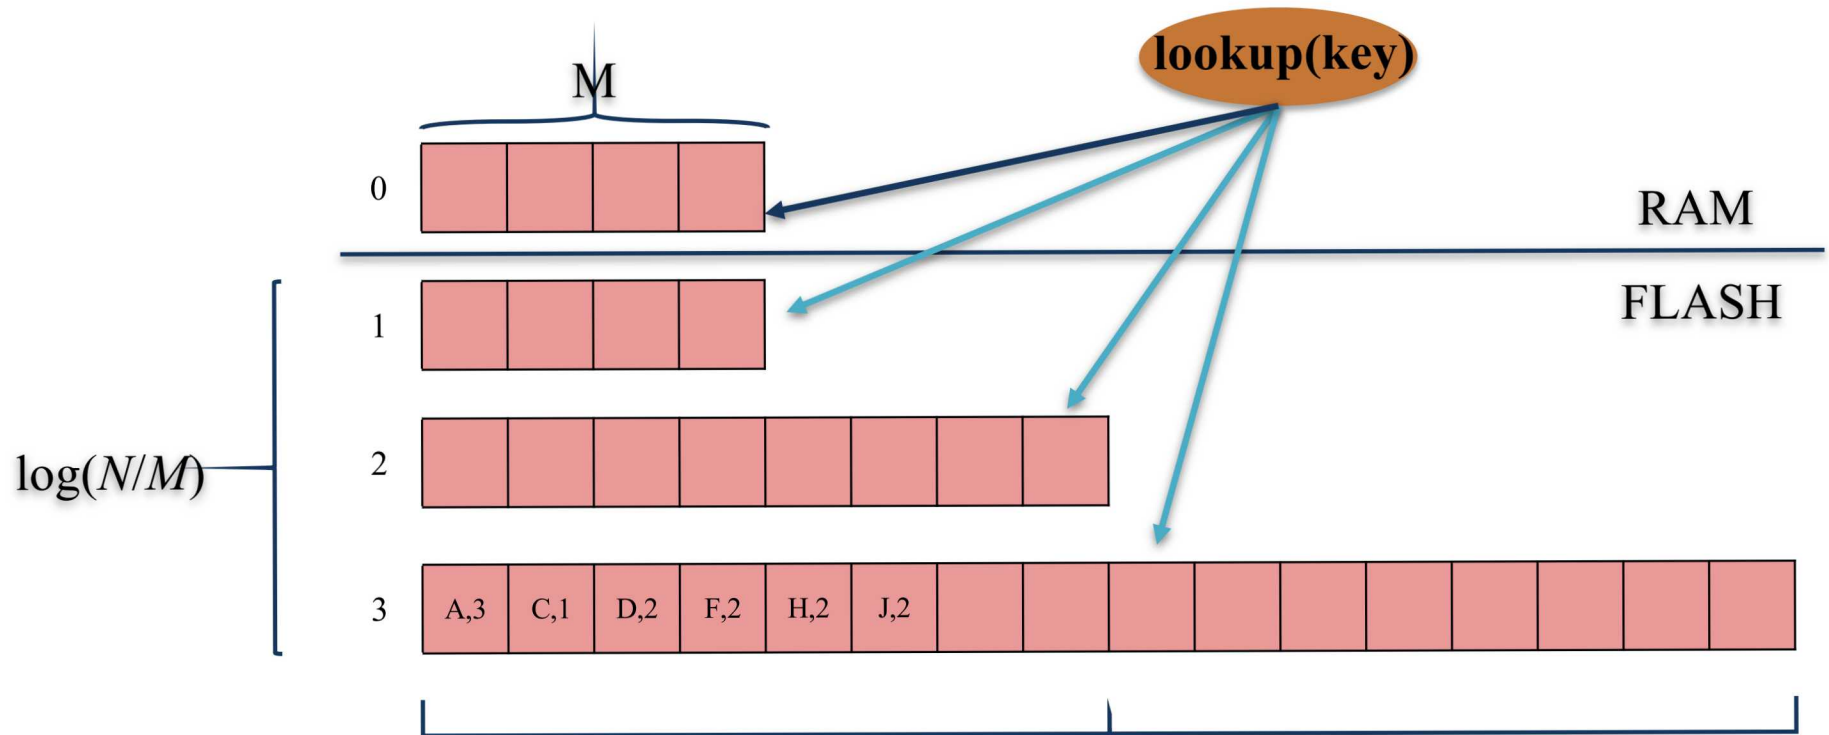 M
lookup(key)
0
RAM
1
FLASH
2
log(N/M)
3
A,3 C,1 D,2 F,2 H,2 J,2